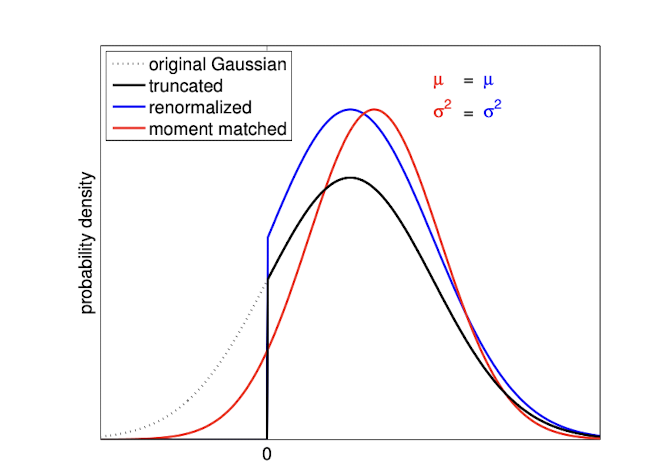 original Gaussian
truncated
renormalized
moment matched
μ = μ
σ² = σ²
probability density
0